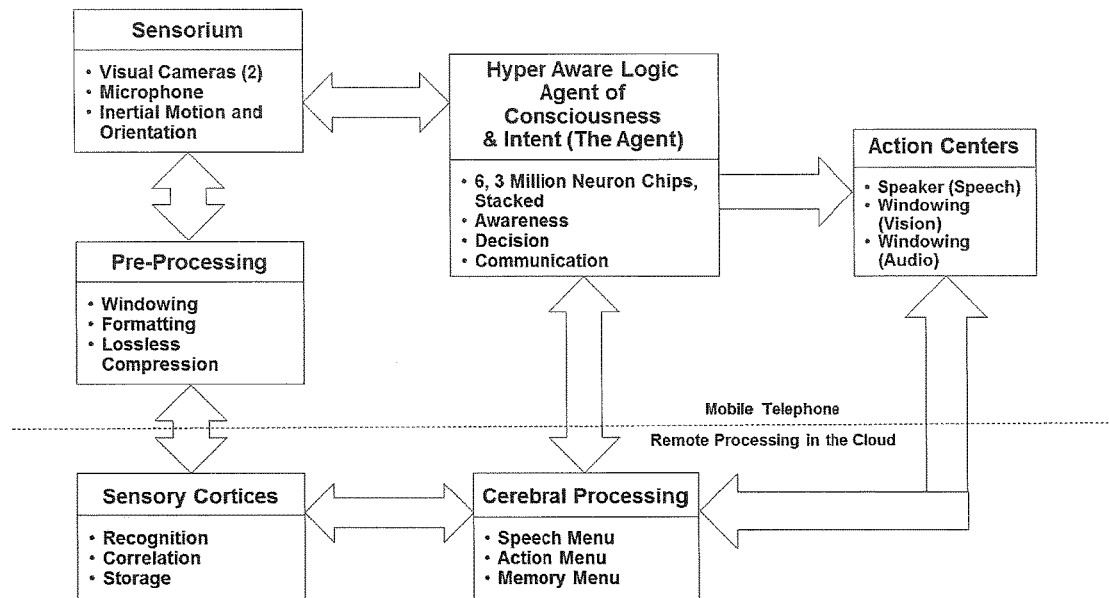 Sensorium
• Visual Cameras (2)
• Microphone
• Inertial Motion and
Orientation
Hyper Aware Logic
Agent of
Consciousness
& Intent (The Agent)
• 6, 3 Million Neuron Chips,
Stacked
• Awareness
• Decision
• Communication
Action Centers
• Speaker (Speech)
• Windowing
(Vision)
• Windowing
(Audio)
Pre-Processing
• Windowing
• Formatting
• Lossless
Compression
Mobile Telephone
Remote Processing in the Cloud
Sensory Cortices
• Recognition
• Correlation
• Storage
Cerebral Processing
• Speech Menu
• Action Menu
• Memory Menu